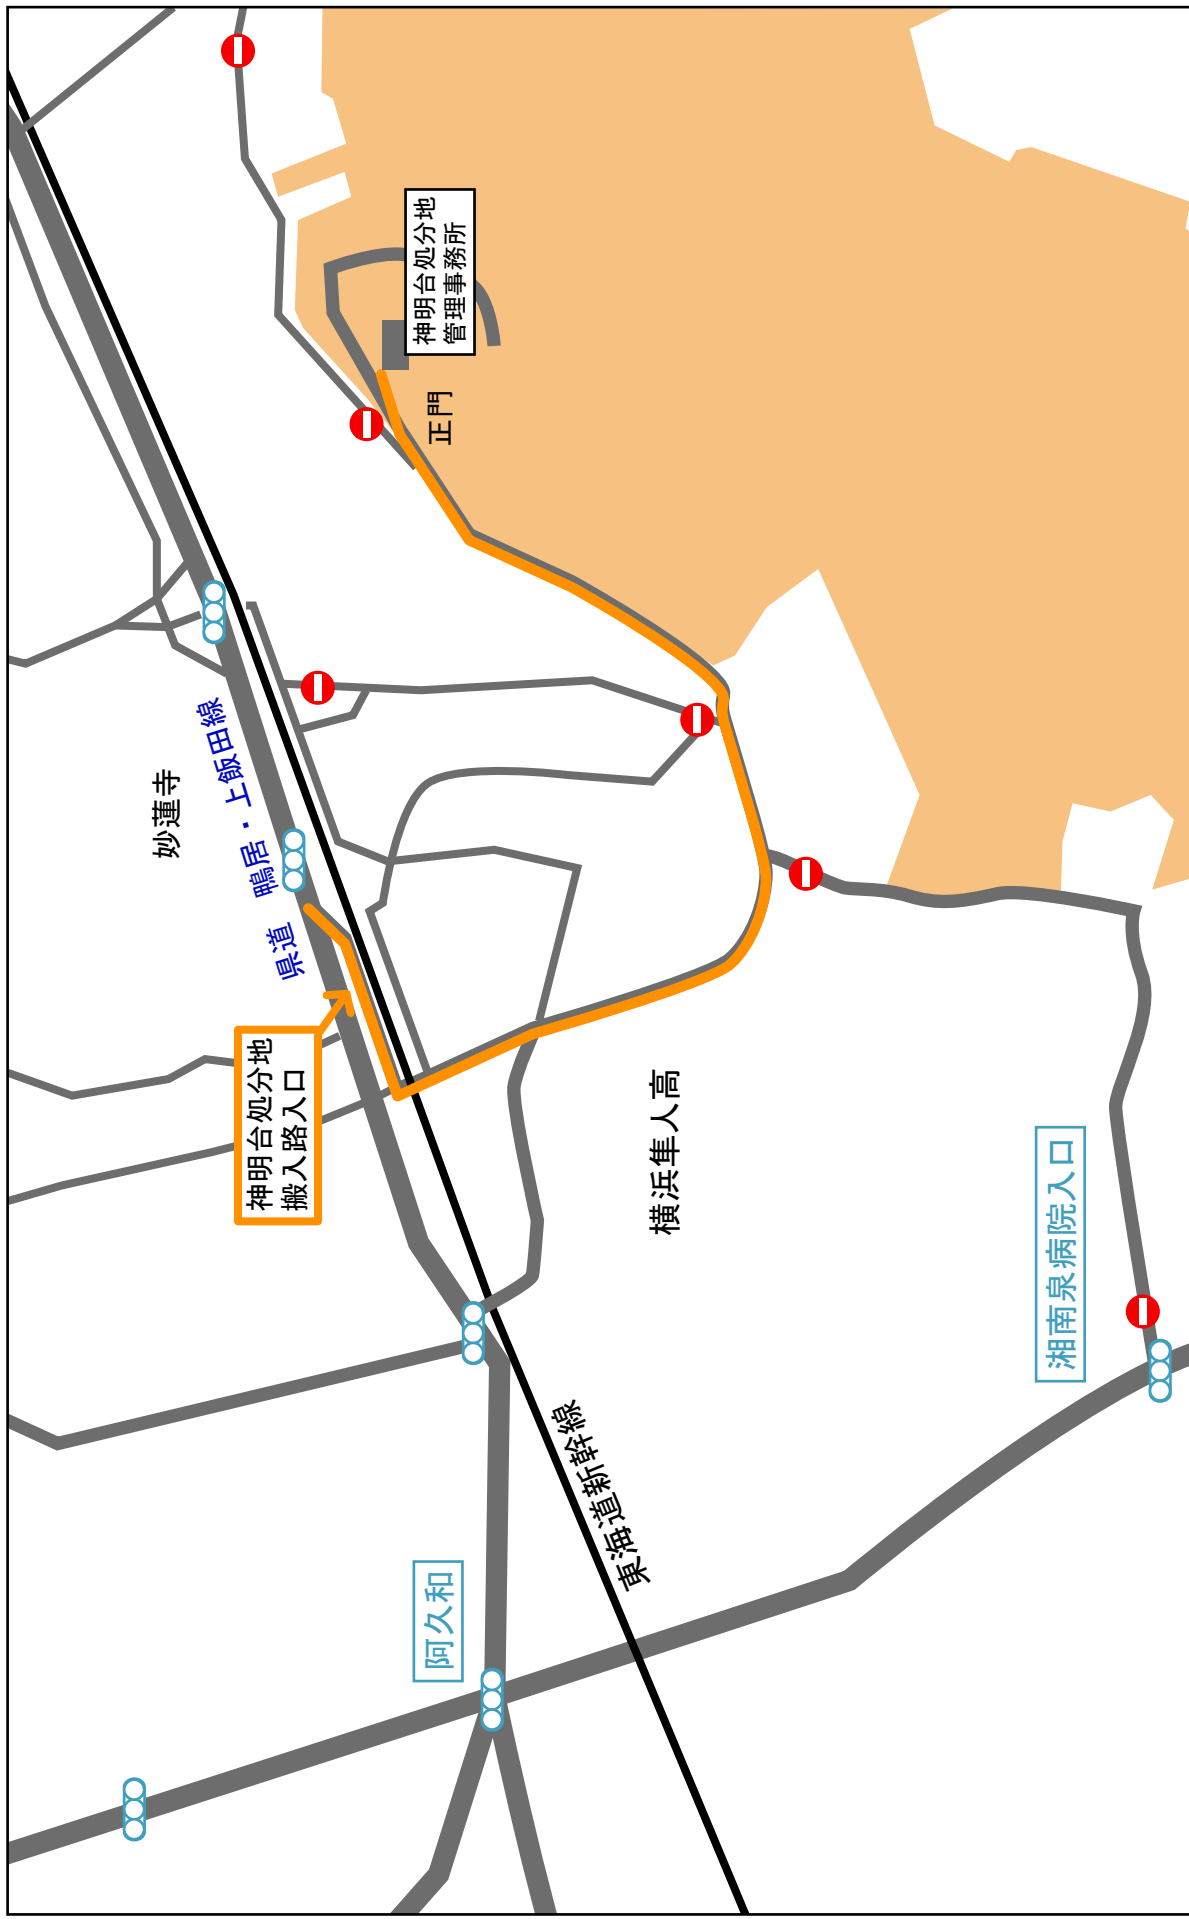 神明台処分地
管理事務所
正門
妙蓮寺
県道 鴨居・上飯田線
神明台処分地
搬入路入口
横浜隼人高
湘南泉病院入口
東海道新幹線
阿久和